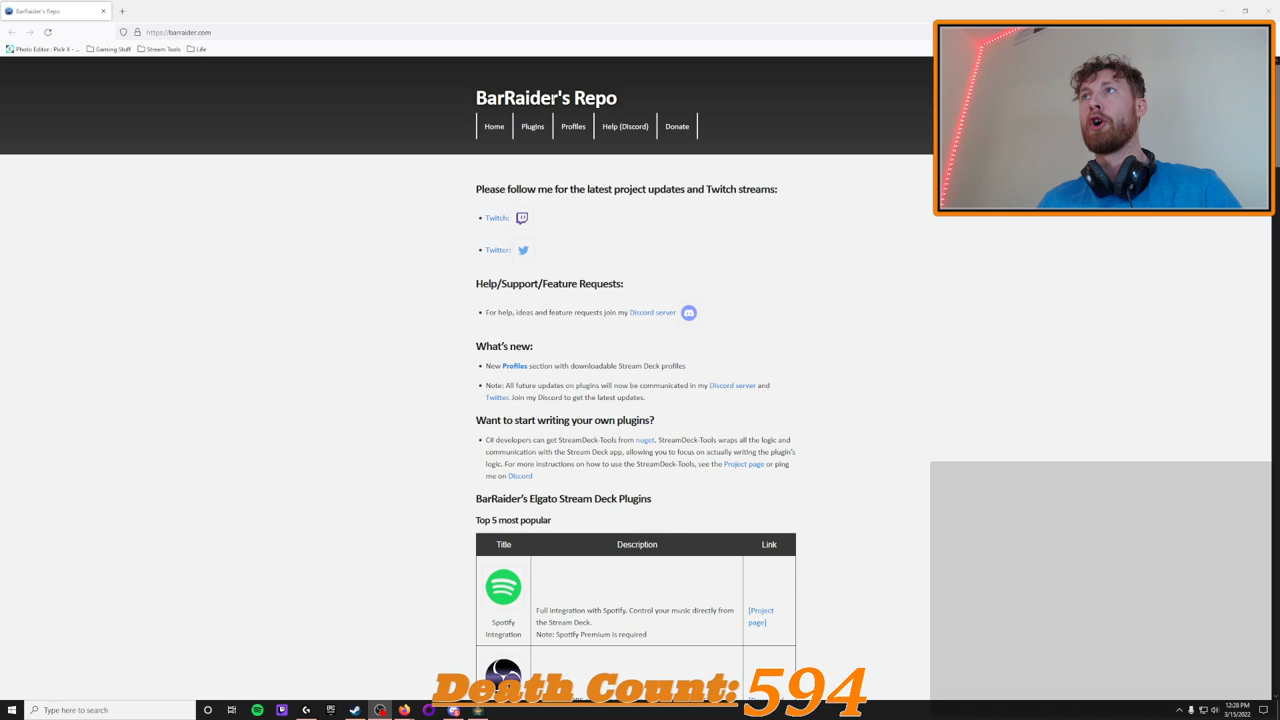 BarRaider's Repo
https://barraider.com
Photo Editor : Pixlr X - ...
Gaming Stuff
Stream Tools
Life
BarRaider's Repo
Home
Plugins
Profiles
Help (Discord)
Donate
Please follow me for the latest project updates and Twitch streams:
• Twitch:
• Twitter:
Help/Support/Feature Requests:
• For help, ideas and feature requests join my Discord server
What's new:
• New Profiles section with downloadable Stream Deck profiles
• Note: All future updates on plugins will now be communicated in my Discord server and
Twitter. Join my Discord to get the latest updates.
Want to start writing your own plugins?
• C# developers can get StreamDeck-Tools from nuget. StreamDeck-Tools wraps all the logic and
communication with the Stream Deck app, allowing you to focus on actually writing the plugin's
logic. For more instructions on how to use the StreamDeck-Tools, see the Project page or ping
me on Discord
BarRaider's Elgato Stream Deck Plugins
Top 5 most popular
Title
Description
Link
Spotify
Integration
Full integration with Spotify. Control your music directly from
the Stream Deck.
Note: Spotify Premium is required
[Project
page]
Death Count: 594
Type here to search
12:28 PM
3/15/2022